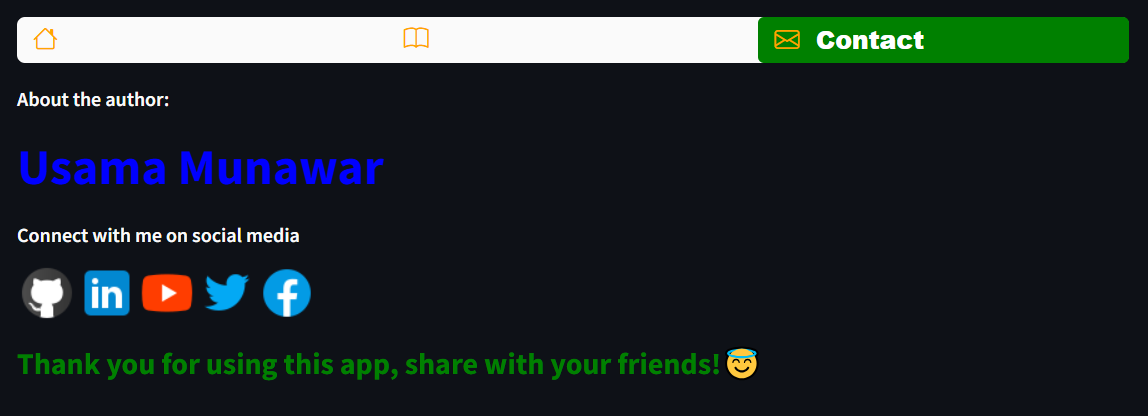 Contact
About the author:
Usama Munawar
Connect with me on social media
in
Thank you for using this app, share with your friends!😇